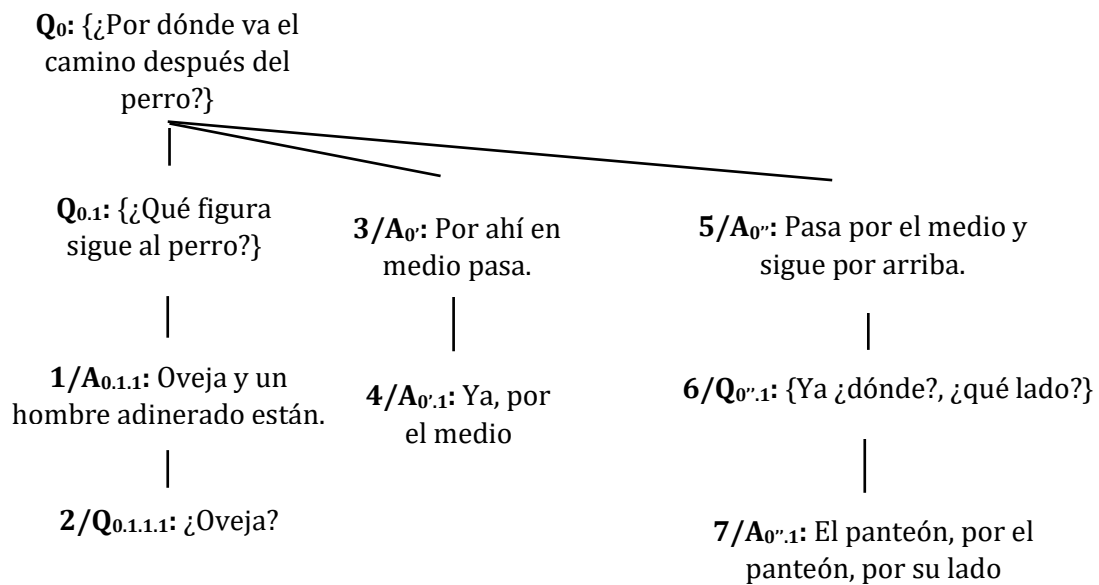 Q0: {¿Por dónde va el
camino después del
perro?}
Q0.1: {¿Qué figura
sigue al perro?}
3/A0′: Por ahí en
medio pasa.
5/A0″: Pasa por el medio y
sigue por arriba.
1/A0.1.1: Oveja y un
hombre adinerado están.
4/A0′.1: Ya, por
el medio
6/Q0″.1: {Ya ¿dónde?, ¿qué lado?}
2/Q0.1.1.1: ¿Oveja?
7/A0″.1: El panteón, por el
panteón, por su lado